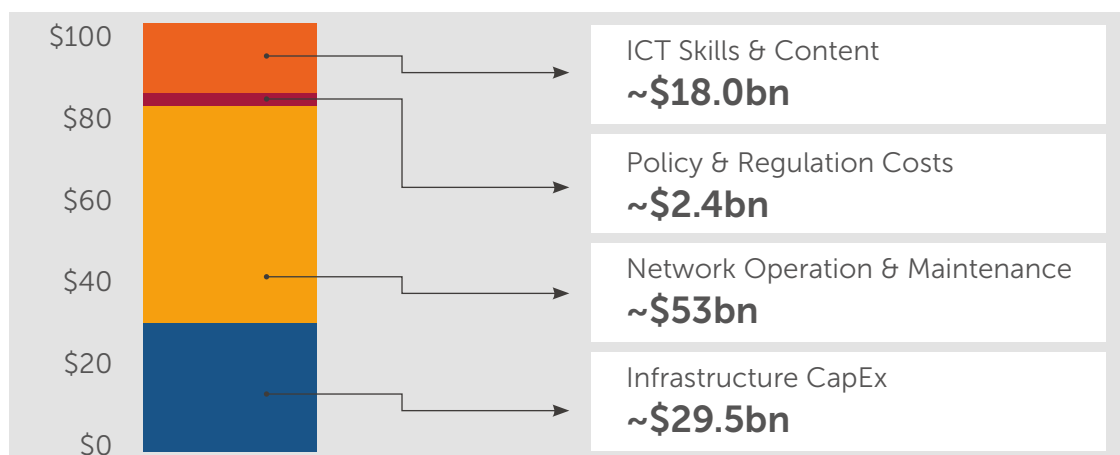 $100
$80
$60
$40
$20
$0
ICT Skills & Content
~$18.0bn
Policy & Regulation Costs
~$2.4bn
Network Operation & Maintenance
~$53bn
Infrastructure CapEx
~$29.5bn